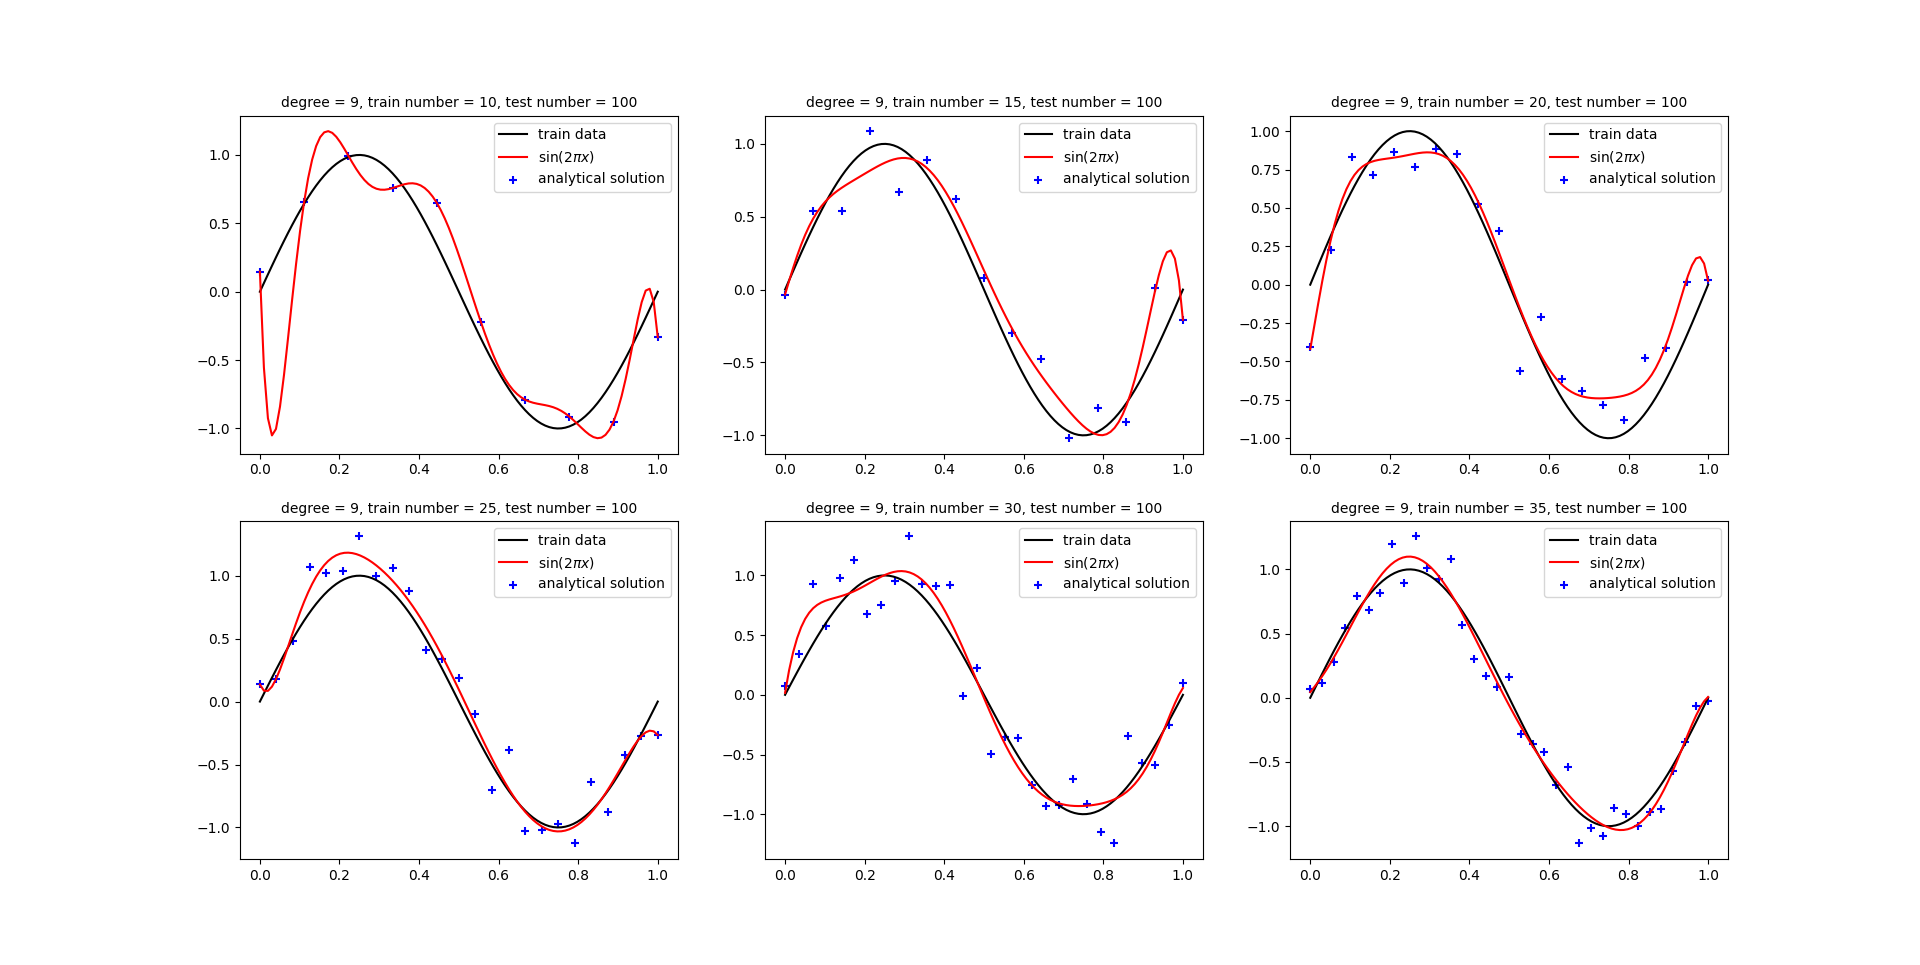 degree = 9, train number = 10, test number = 100
train data
sin(2πx)
analytical solution
1.0
0.5
0.0
−0.5
−1.0
0.0 0.2 0.4 0.6 0.8 1.0
degree = 9, train number = 15, test number = 100
train data
sin(2πx)
analytical solution
1.0
0.5
0.0
−0.5
−1.0
0.0 0.2 0.4 0.6 0.8 1.0
degree = 9, train number = 20, test number = 100
train data
sin(2πx)
analytical solution
1.00
0.75
0.50
0.25
0.00
−0.25
−0.50
−0.75
−1.00
0.0 0.2 0.4 0.6 0.8 1.0
degree = 9, train number = 25, test number = 100
train data
sin(2πx)
analytical solution
1.0
0.5
0.0
−0.5
−1.0
0.0 0.2 0.4 0.6 0.8 1.0
degree = 9, train number = 30, test number = 100
train data
sin(2πx)
analytical solution
1.0
0.5
0.0
−0.5
−1.0
0.0 0.2 0.4 0.6 0.8 1.0
degree = 9, train number = 35, test number = 100
train data
sin(2πx)
analytical solution
1.0
0.5
0.0
−0.5
−1.0
0.0 0.2 0.4 0.6 0.8 1.0